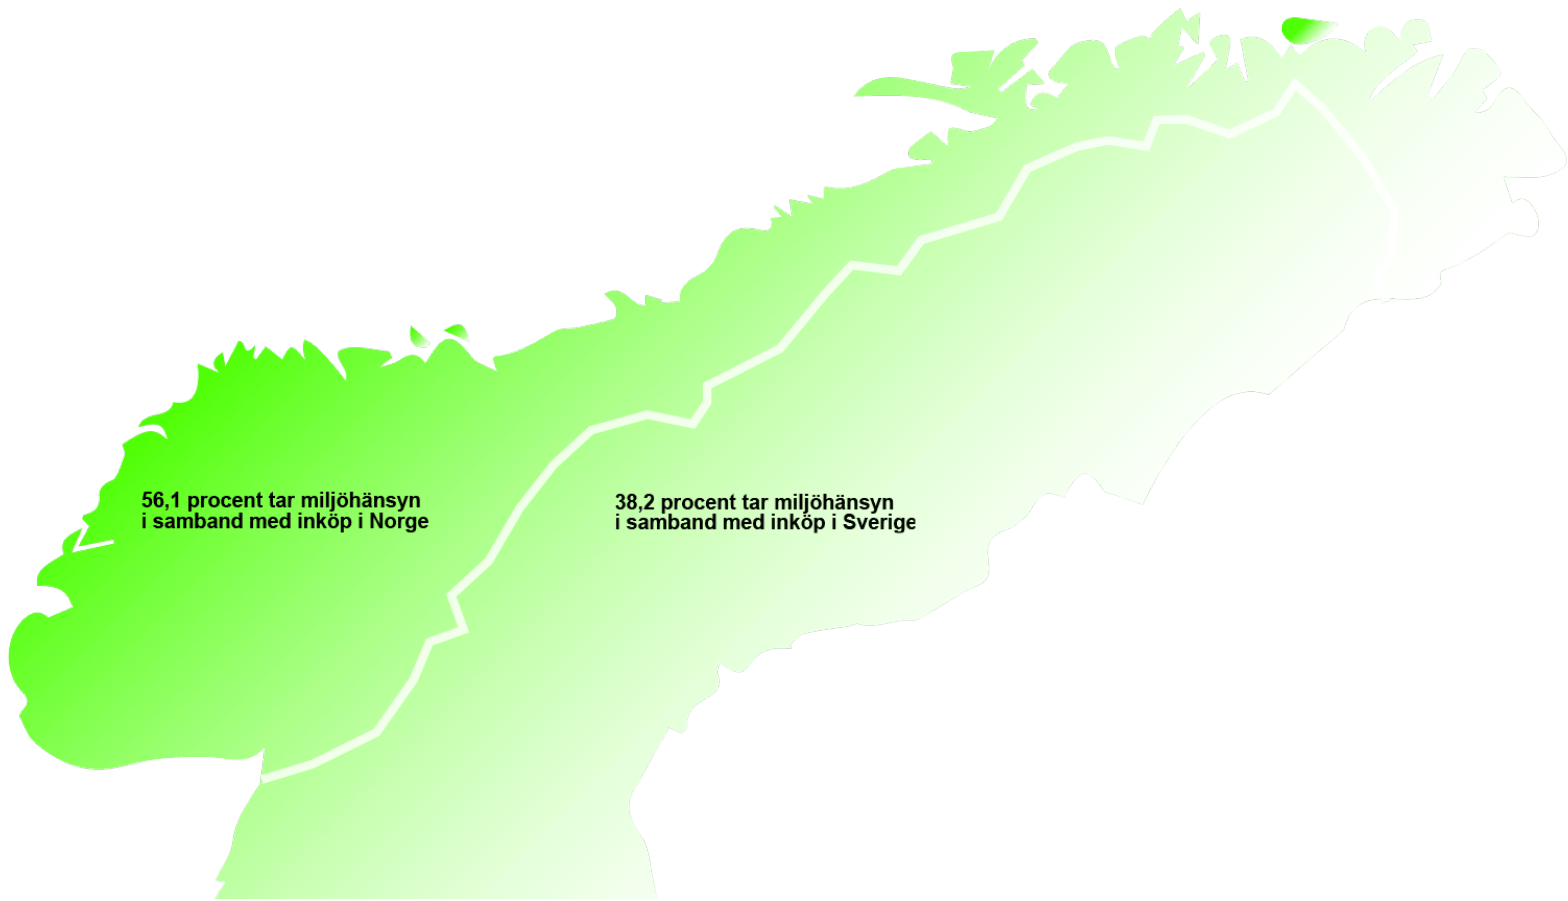 56,1 procent tar miljöhänsyn
i samband med inköp i Norge
38,2 procent tar miljöhänsyn
i samband med inköp i Sverige